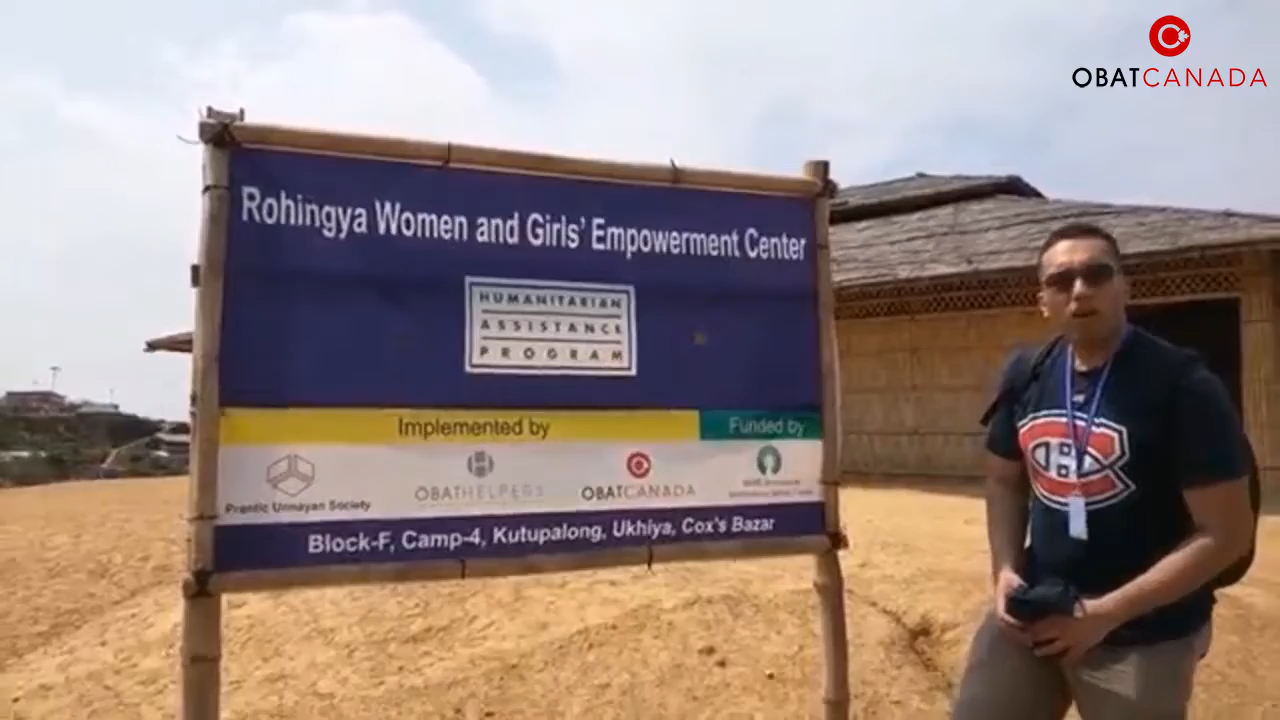 OBATCANADA
Rohingya Women and Girls' Empowerment Center
HUMANITARIAN
ASSISTANCE
PROGRAM
Implemented by
Funded by
Prantic Unnayan Society
OBATHELPERS
OBATCANADA
Block-F, Camp-4, Kutupalong, Ukhiya, Cox's Bazar